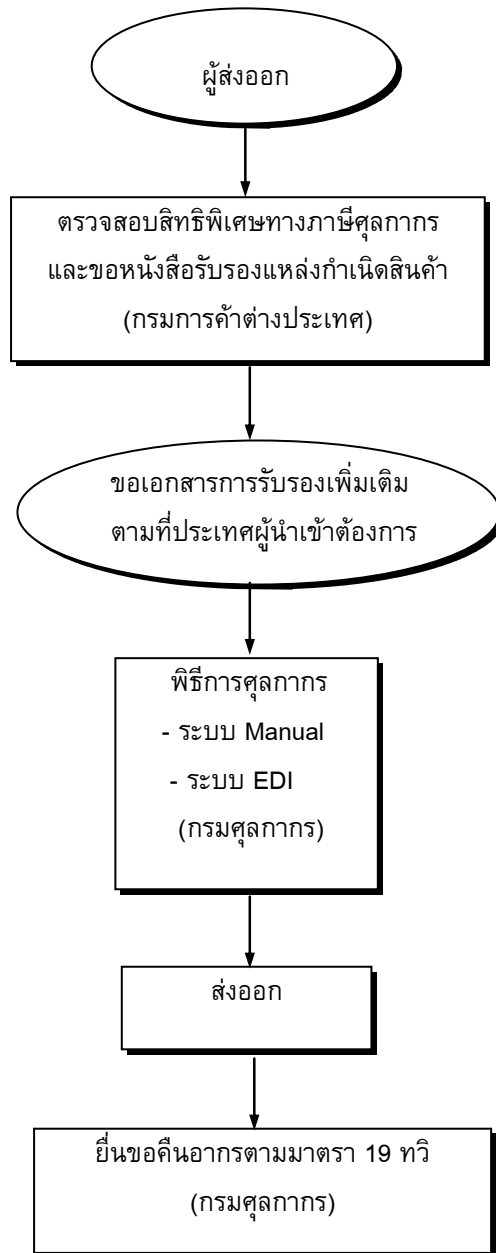 ผู้ส่งออก
ตรวจสอบสิทธิพิเศษทางภาษีศุลกากร
และขอหนังสือรับรองแหล่งกำเนิดสินค้า
(กรมการค้าต่างประเทศ)
ขอเอกสารการรับรองเพิ่มเติม
ตามที่ประเทศผู้นำเข้าต้องการ
พิธีการศุลกากร
- ระบบ Manual
- ระบบ EDI
(กรมศุลกากร)
ส่งออก
ยื่นขอคืนอากรตามมาตรา 19 ทวิ
(กรมศุลกากร)